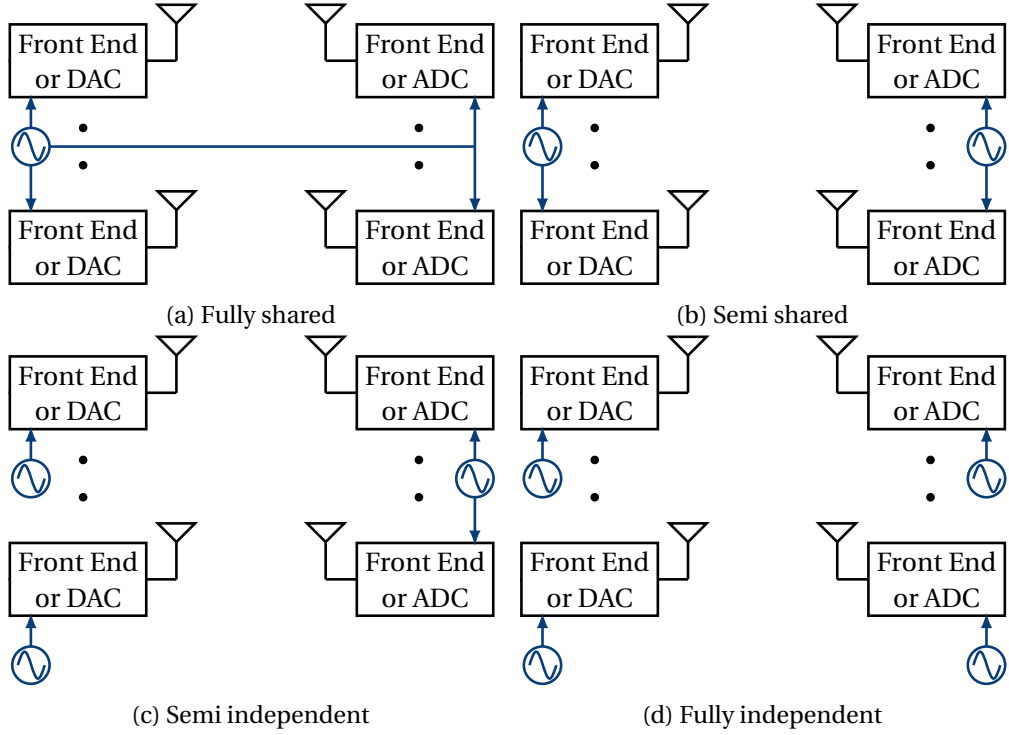 Front End
or DAC
Front End
or ADC
Front End
or DAC
Front End
or ADC
Front End
or DAC
Front End
or ADC
Front End
or DAC
Front End
or ADC
(a) Fully shared
(b) Semi shared
Front End
or DAC
Front End
or ADC
Front End
or DAC
Front End
or ADC
Front End
or DAC
Front End
or ADC
Front End
or DAC
Front End
or ADC
(c) Semi independent
(d) Fully independent